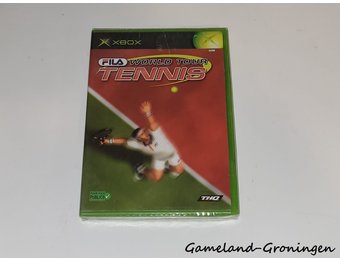 XBOX
FILA WORLD TOUR
TENNIS
THQ
Gameland-Groningen